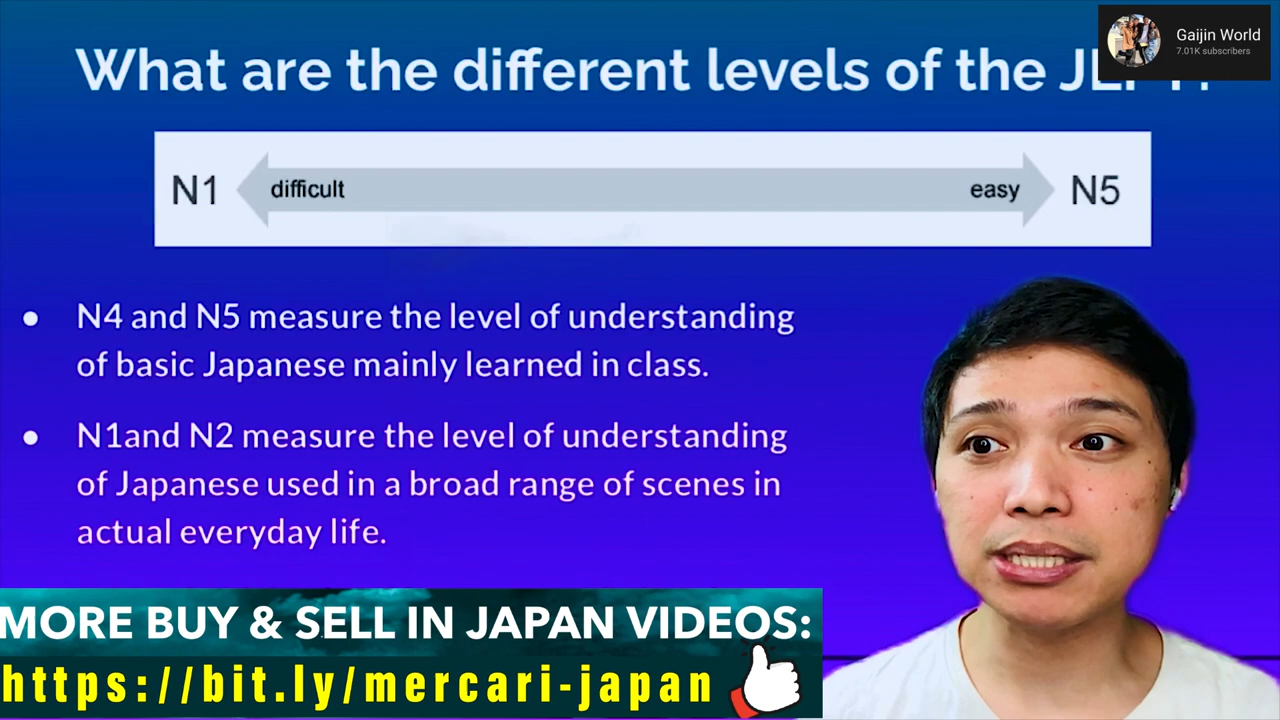 What are the different levels of the
Gaijin World
7.01K subscribers
N1 difficult easy N5
● N4 and N5 measure the level of understanding
of basic Japanese mainly learned in class.
● N1and N2 measure the level of understanding
of Japanese used in a broad range of scenes in
actual everyday life.
MORE BUY & SELL IN JAPAN VIDEOS:
https://bit.ly/mercari-japan